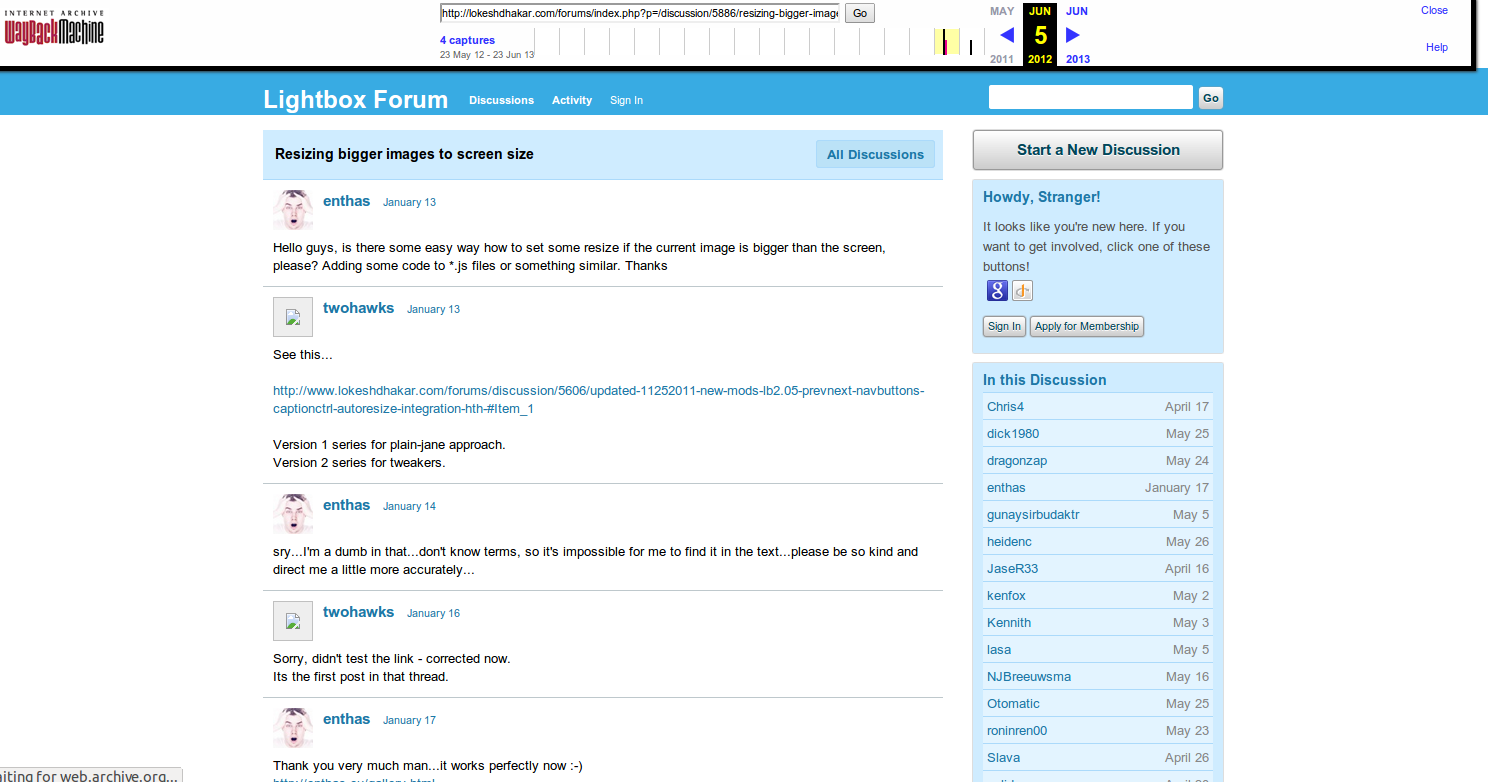 INTERNET ARCHIVE
WayBackMachine
http://lokeshdhakar.com/forums/index.php?p=/discussion/5886/resizing-bigger-image
Go
4 captures
23 May 12 - 23 Jun 13
MAY JUN JUN
5
2011 2012 2013
Close
Help
Lightbox Forum
Discussions Activity Sign In
Go
Resizing bigger images to screen size
All Discussions
enthas January 13
Hello guys, is there some easy way how to set some resize if the current image is bigger than the screen,
please? Adding some code to *.js files or something similar. Thanks
twohawks January 13
See this...
http://www.lokeshdhakar.com/forums/discussion/5606/updated-11252011-new-mods-lb2.05-prevnext-navbuttons-
captionctrl-autoresize-integration-hth-#Item_1
Version 1 series for plain-jane approach.
Version 2 series for tweakers.
enthas January 14
sry...I'm a dumb in that...don't know terms, so it's impossible for me to find it in the text...please be so kind and
direct me a little more accurately...
twohawks January 16
Sorry, didn't test the link - corrected now.
Its the first post in that thread.
enthas January 17
Thank you very much man...it works perfectly now :-)
Start a New Discussion
Howdy, Stranger!
It looks like you're new here. If you
want to get involved, click one of these
buttons!
Sign In Apply for Membership
In this Discussion
Chris4 April 17
dick1980 May 25
dragonzap May 24
enthas January 17
gunaysirbudaktr May 5
heidenc May 26
JaseR33 April 16
kenfox May 2
Kennith May 3
lasa May 5
NJBreeuwsma May 16
Otomatic May 25
roninren00 May 23
Slava April 26
aiting for web.archive.org...